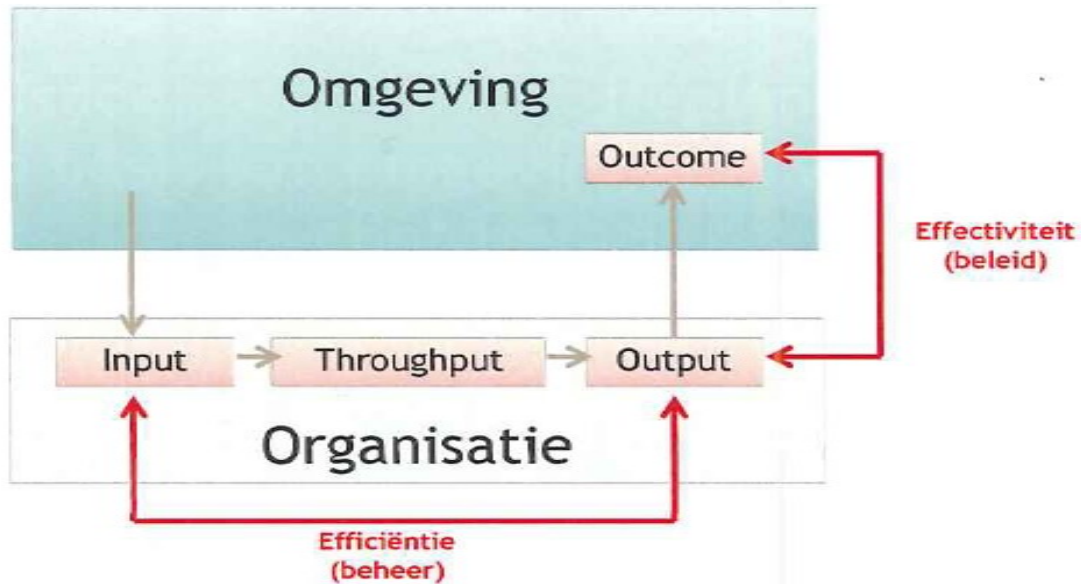 Omgeving
Outcome
Effectiviteit
(beleid)
Input
Throughput
Output
Organisatie
Efficiëntie
(beheer)